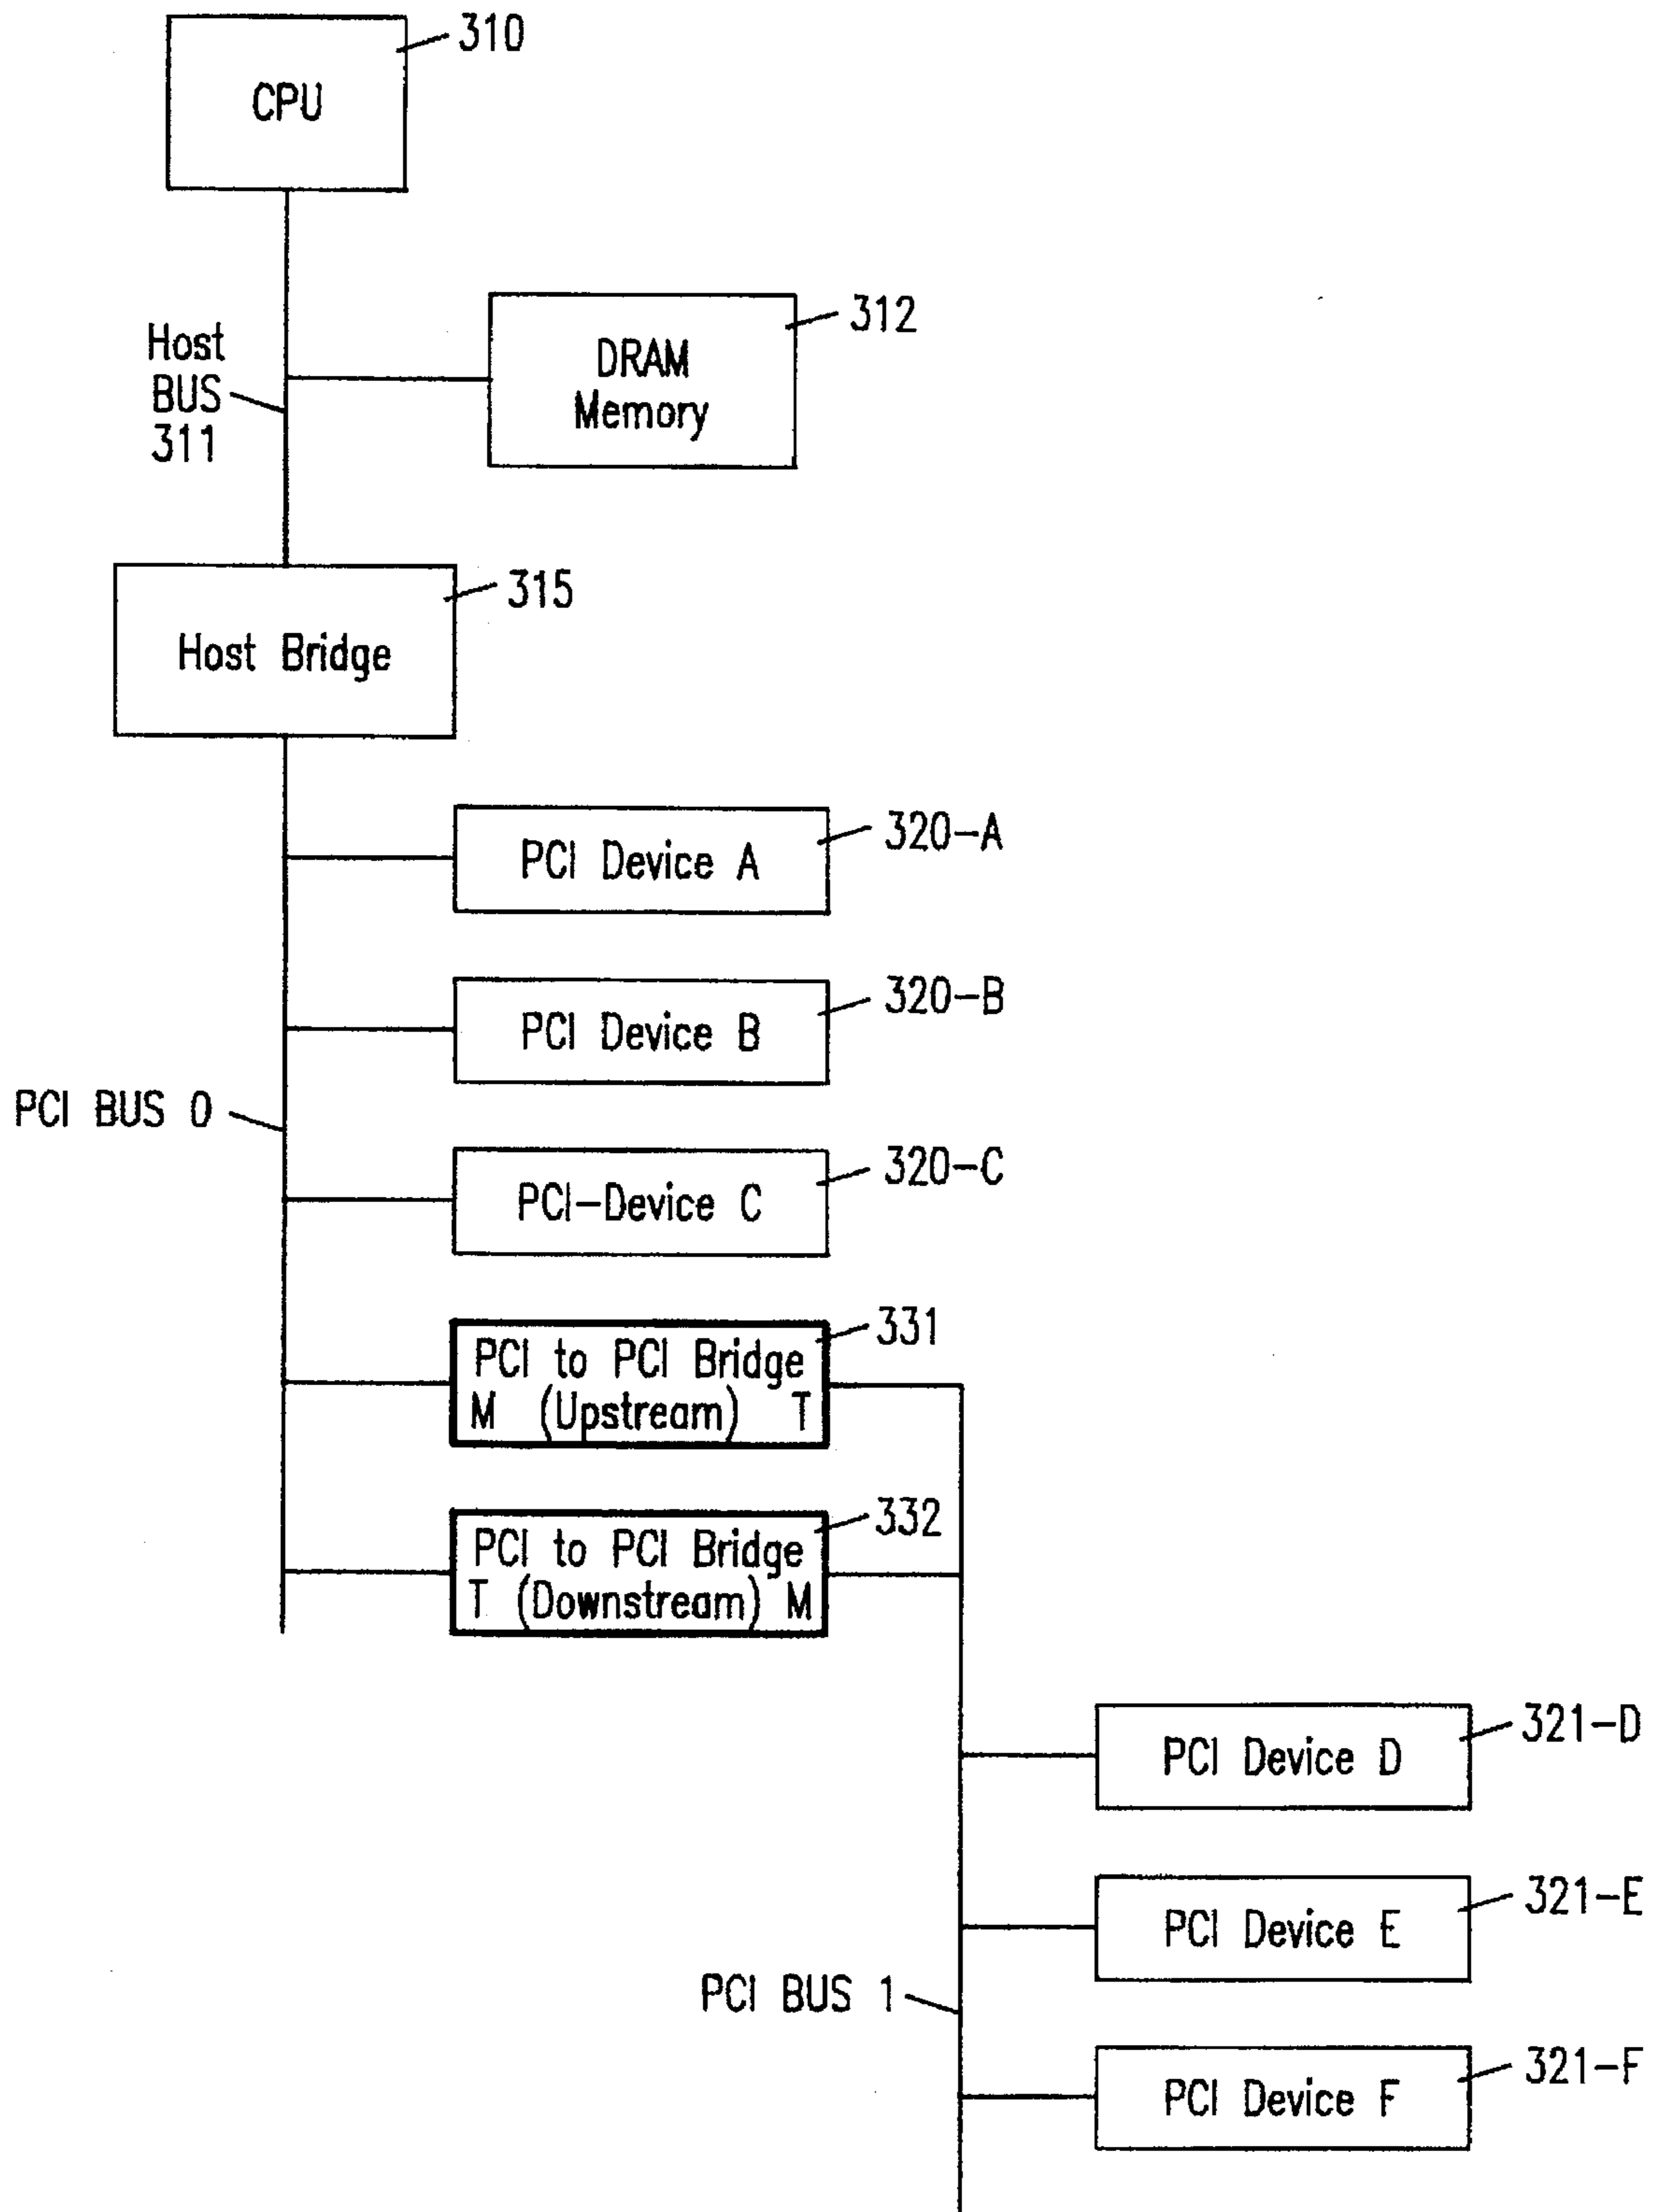 310
CPU
312
DRAM
Memory
Host
BUS
311
315
Host Bridge
320-A
PCI Device A
320-B
PCI Device B
PCI BUS 0
320-C
PCI-Device C
331
PCI to PCI Bridge
M (Upstream) T
332
PCI to PCI Bridge
T (Downstream) M
321-D
PCI Device D
321-E
PCI Device E
PCI BUS 1
321-F
PCI Device F